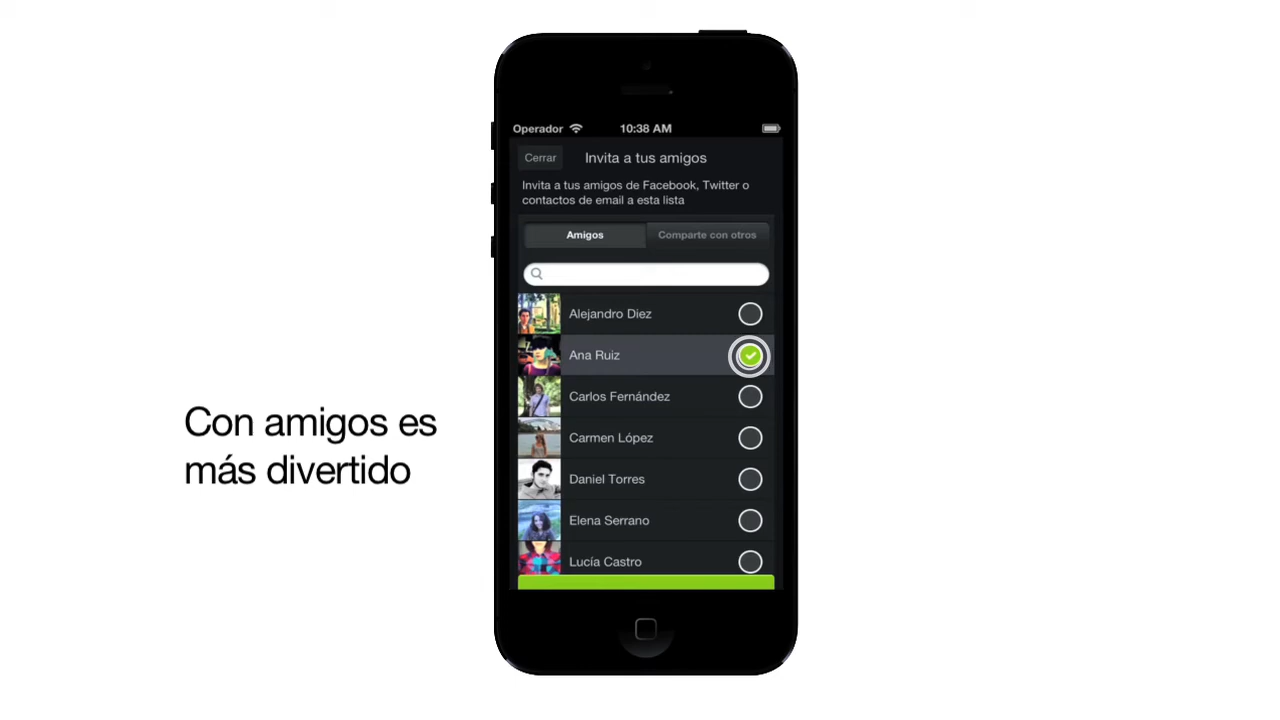 Operador 10:38 AM
Cerrar Invita a tus amigos
Invita a tus amigos de Facebook, Twitter o
contactos de email a esta lista
Amigos Comparte con otros
Alejandro Diez
Ana Ruiz
Carlos Fernández
Carmen López
Daniel Torres
Elena Serrano
Lucía Castro
Con amigos es
más divertido